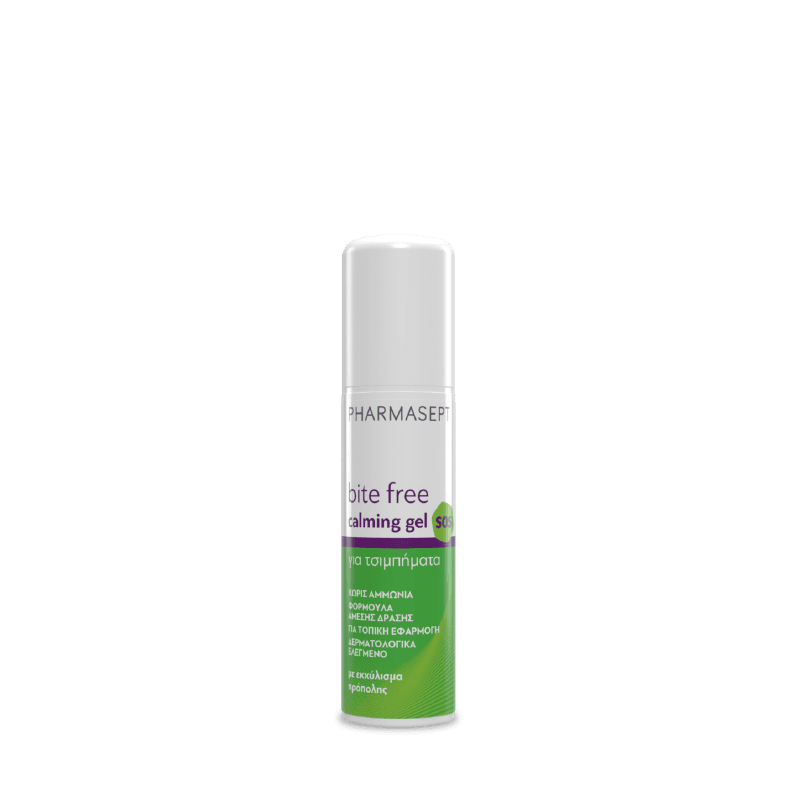 PHARMASEPT
bite free
calming gel SOS
για τσιμπήματα
ΧΩΡΙΣ ΑΜΜΩΝΙΑ
ΦΟΡΜΟΥΛΑ
ΑΜΕΣΗΣ ΔΡΑΣΗΣ
ΓΙΑ ΤΟΠΙΚΗ ΕΦΑΡΜΟΓΗ
ΔΕΡΜΑΤΟΛΟΓΙΚΑ
ΕΛΕΓΜΕΝΟ
με εκχύλισμα
πρόπολης